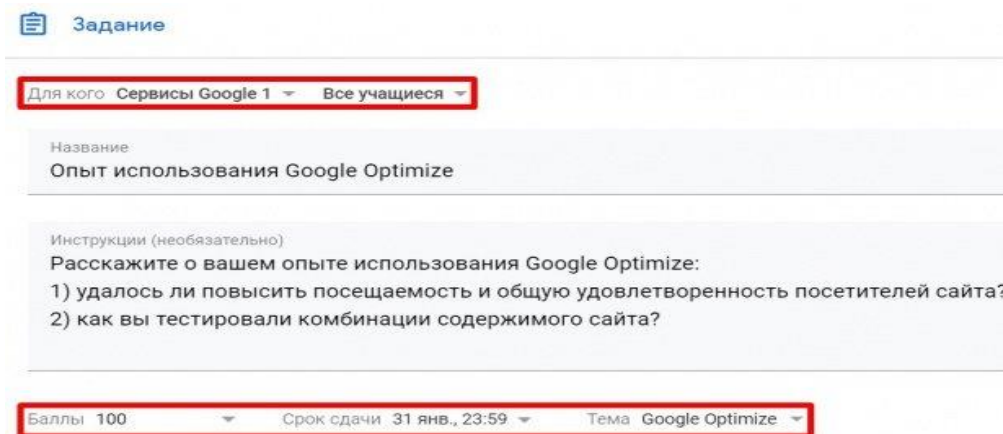 Задание
Для кого Сервисы Google 1 Все учащиеся
Название
Опыт использования Google Optimize
Инструкции (необязательно)
Расскажите о вашем опыте использования Google Optimize:
1) удалось ли повысить посещаемость и общую удовлетворенность посетителей сайта?
2) как вы тестировали комбинации содержимого сайта?
Баллы 100 Срок сдачи 31 янв., 23:59 Тема Google Optimize